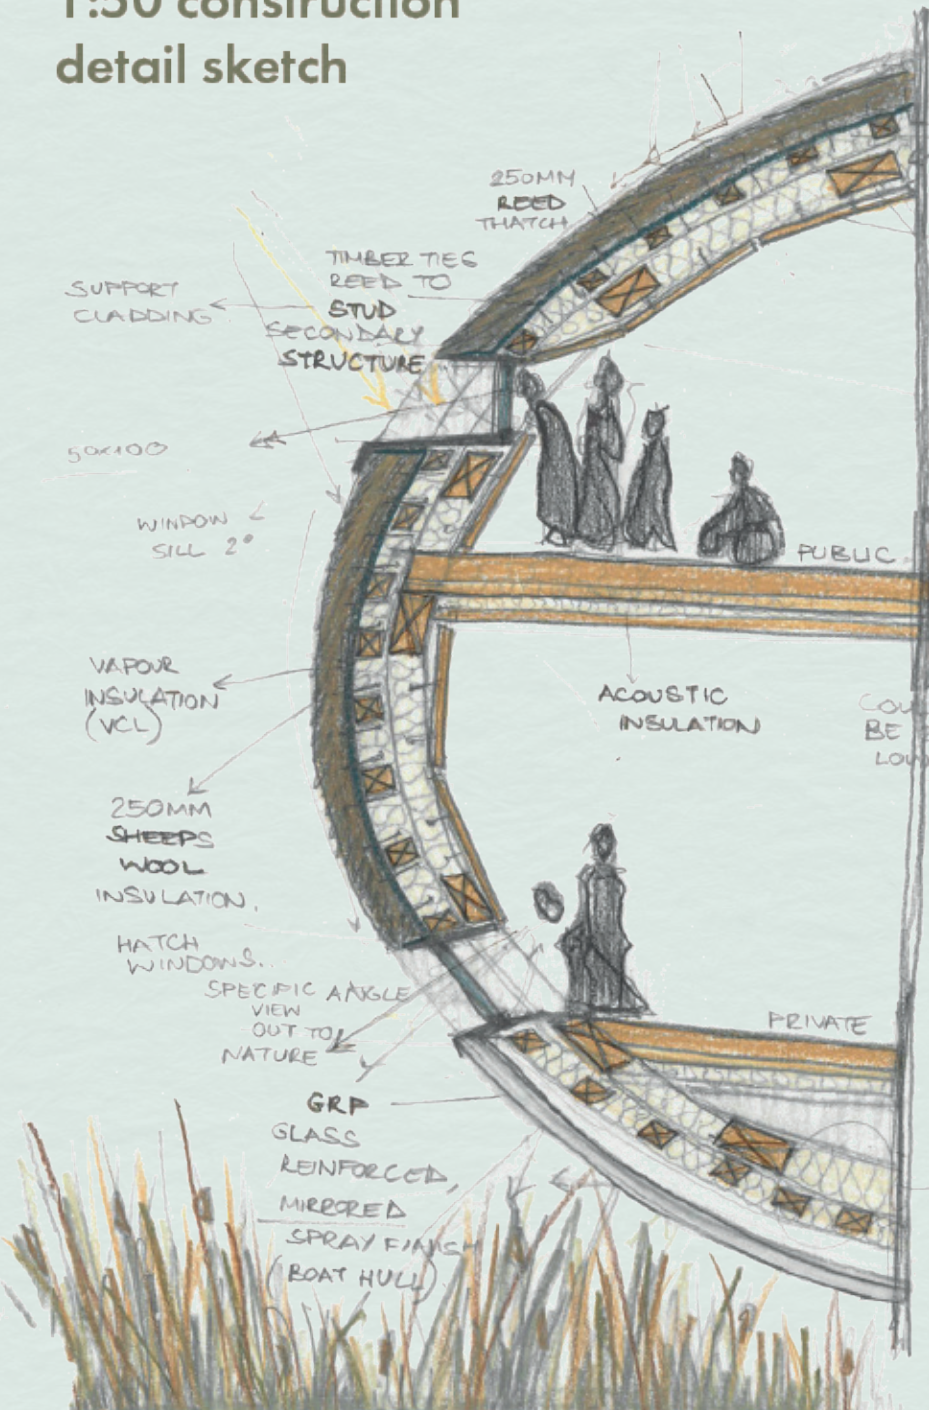 1:50 construction
detail sketch
250MM
REED
THATCH
TIMBER TIES
REED TO
STUD
SECONDARY
STRUCTURE
SUPPORT
CLADDING
50x100
WINDOW
SILL 2°
PUBLIC
VAPOUR
INSULATION
(VCL)
ACOUSTIC
INSULATION
COU
BE
LOU
250MM
SHEEPS
WOOL
INSULATION.
HATCH
WINDOWS..
SPECIFIC ANGLE
VIEW
OUT TO
NATURE
PRIVATE
GRP
GLASS
REINFORCED,
MIRRORED
SPRAY FINISH
(BOAT HULL)